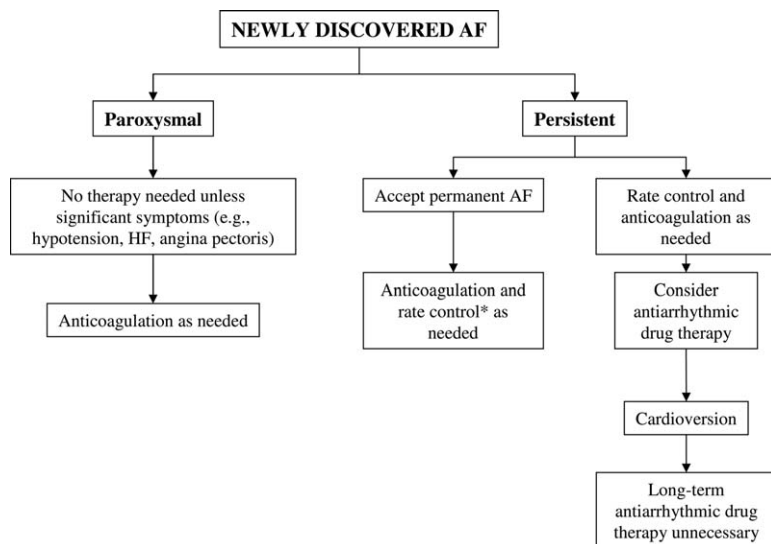 NEWLY DISCOVERED AF
Paroxysmal
Persistent
No therapy needed unless
significant symptoms (e.g.,
hypotension, HF, angina pectoris)
Accept permanent AF
Rate control and
anticoagulation as
needed
Anticoagulation as needed
Anticoagulation and
rate control* as
needed
Consider
antiarrhythmic
drug therapy
Cardioversion
Long-term
antiarrhythmic drug
therapy unnecessary